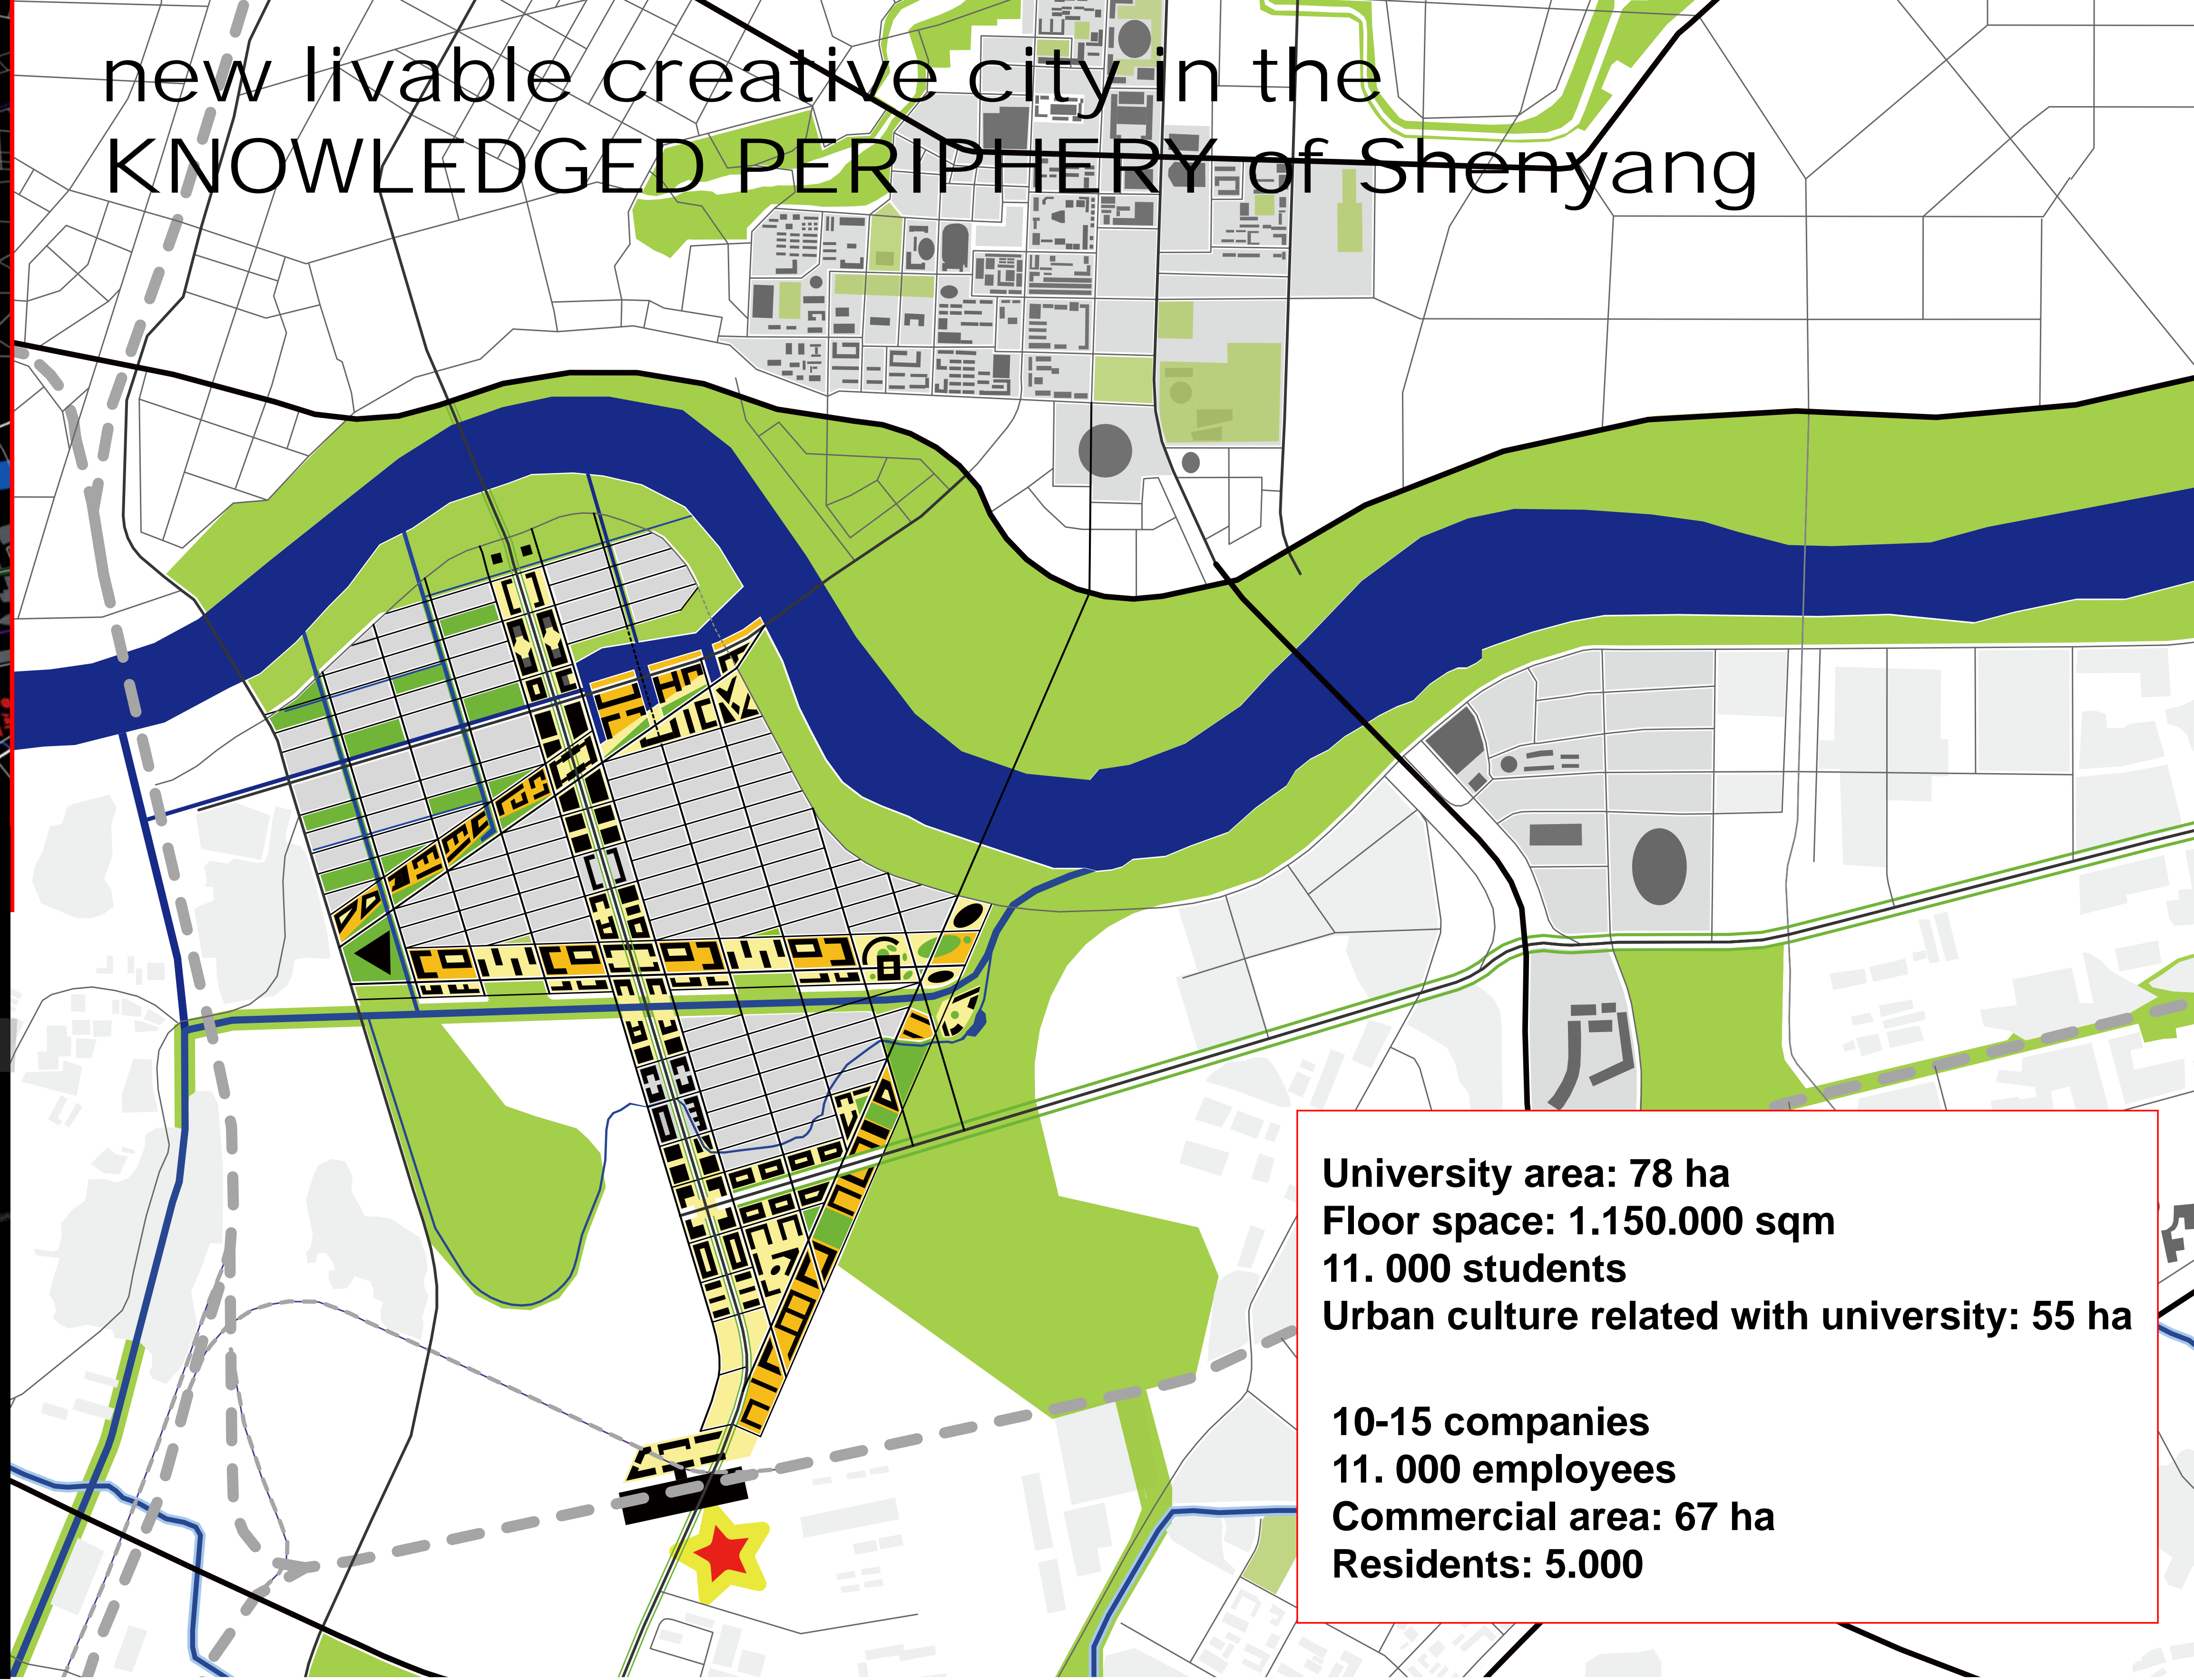 new livable creative city in the
KNOWLEDGED PERIPHERY of Shenyang
University area: 78 ha
Floor space: 1.150.000 sqm
11. 000 students
Urban culture related with university: 55 ha
10-15 companies
11. 000 employees
Commercial area: 67 ha
Residents: 5.000